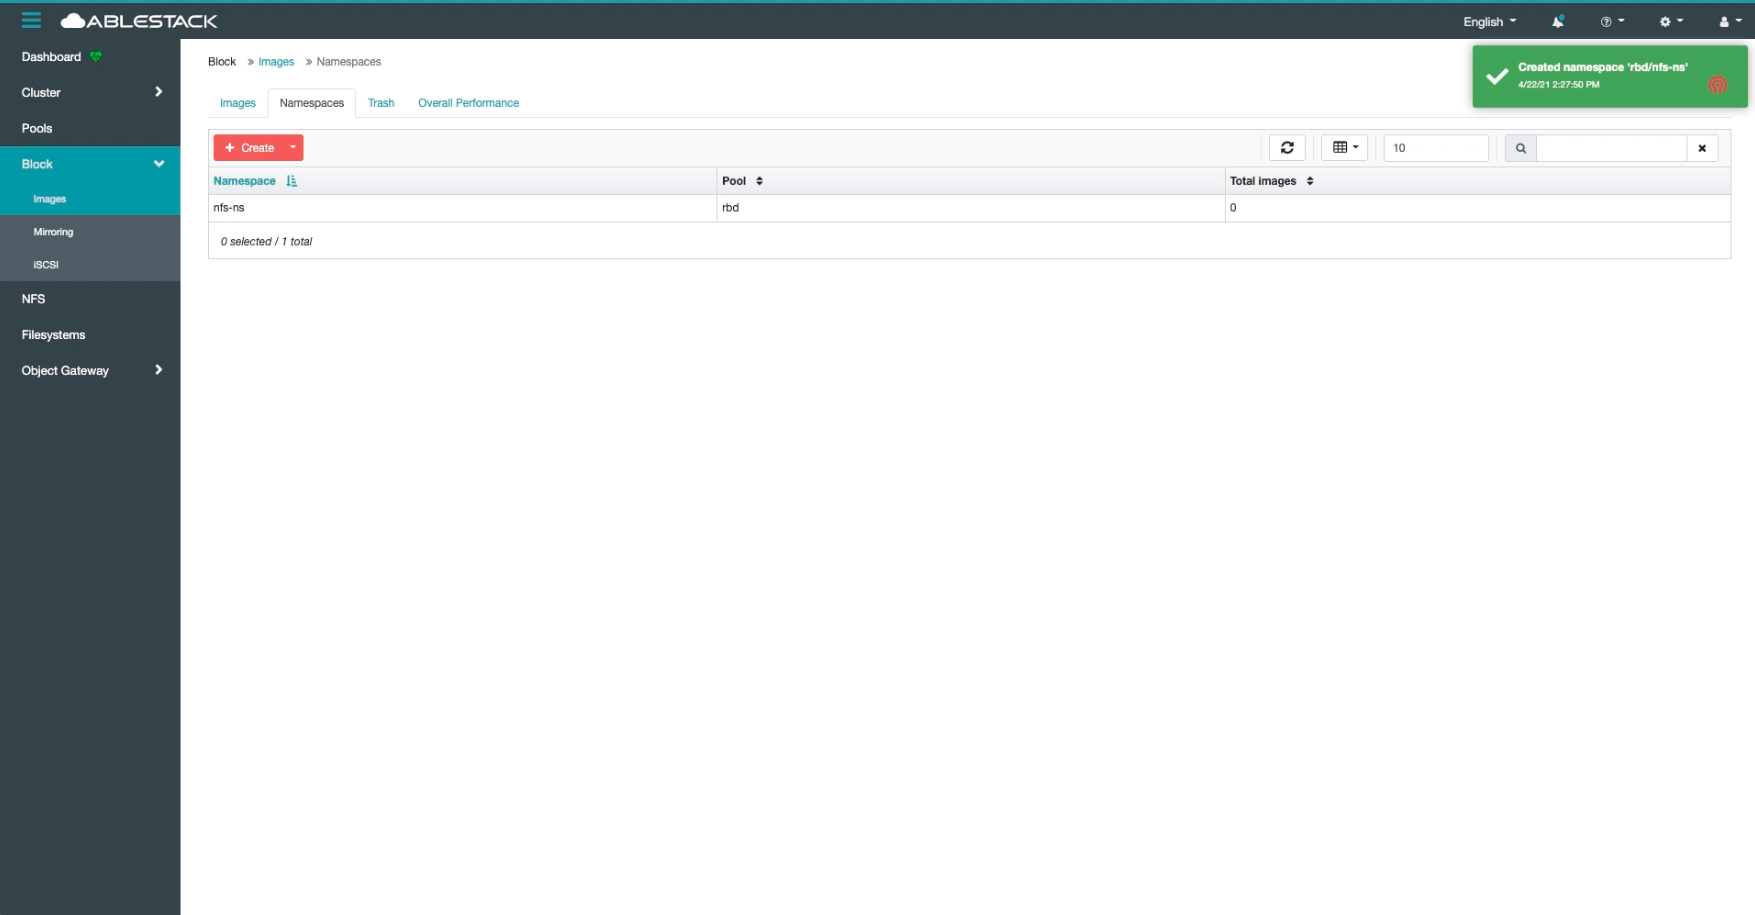 ABLESTACK
English
Created namespace 'rbd/nfs-ns'
4/22/21 2:27:50 PM
Dashboard
Cluster
Pools
Block
Images
Mirroring
iSCSI
NFS
Filesystems
Object Gateway
Block » Images » Namespaces
Images Namespaces Trash Overall Performance
+ Create
10
Namespace Pool Total images
nfs-ns rbd 0
0 selected / 1 total